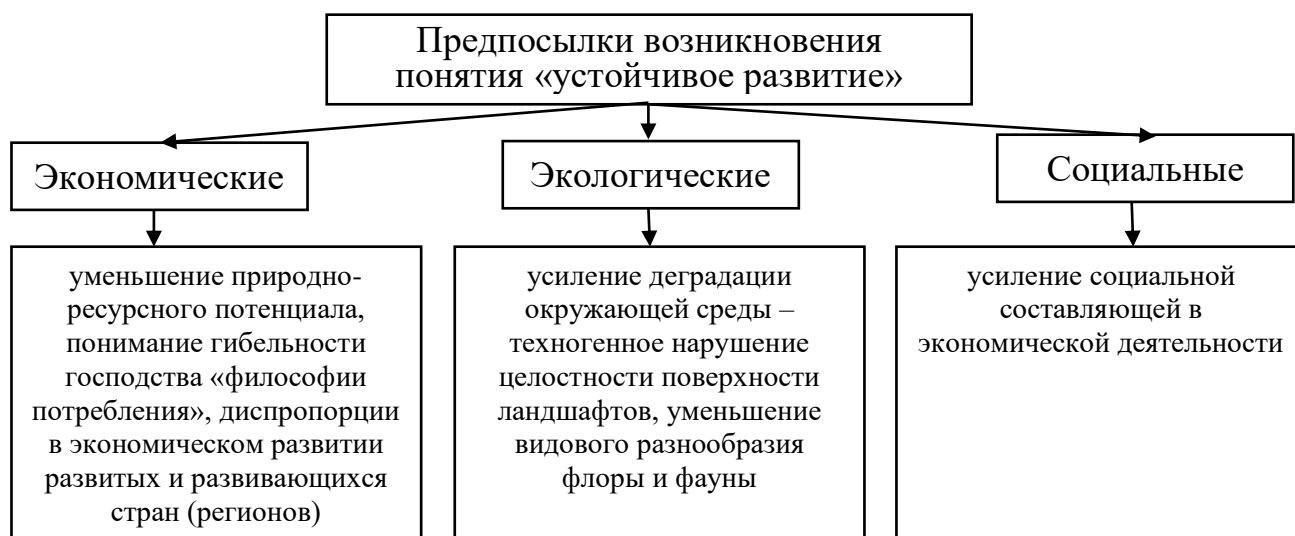 Предпосылки возникновения
понятия «устойчивое развитие»
Экономические
Экологические
Социальные
уменьшение природно-
ресурсного потенциала,
понимание гибельности
господства «философии
потребления», диспропорции
в экономическом развитии
развитых и развивающихся
стран (регионов)
усиление деградации
окружающей среды –
техногенное нарушение
целостности поверхности
ландшафтов, уменьшение
видового разнообразия
флоры и фауны
усиление социальной
составляющей в
экономической деятельности